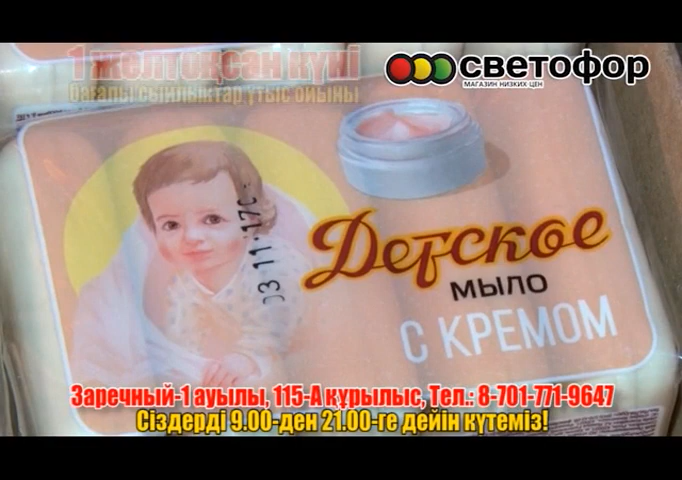 1 желтоқсан күні
бағалы сыйлықтар ұтыс ойыны
светофор
МАГАЗИН НИЗКИХ ЦЕН
Детское
мыло
с кремом
03 11 17
Заречный-1 ауылы, 115-А құрылыс, Тел.: 8-701-771-9647
Сіздерді 9.00-ден 21.00-ге дейін күтеміз!